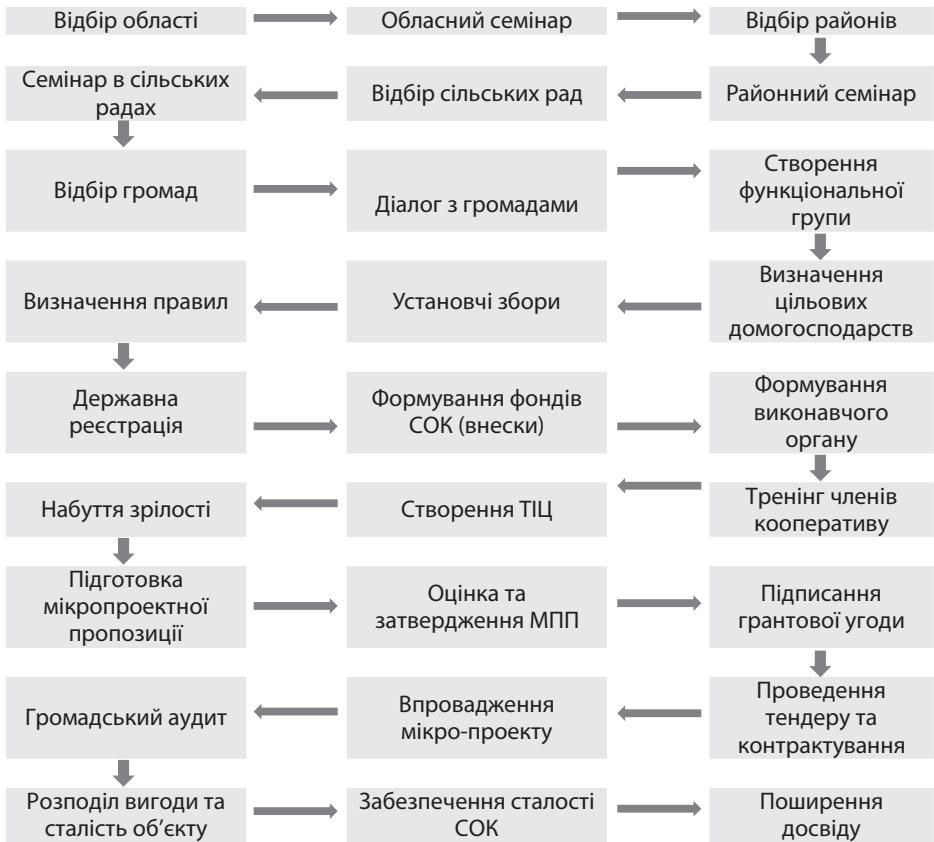 Відбір області
Обласний семінар
Відбір районів
Районний семінар
Відбір сільських рад
Семінар в сільських
радах
Відбір громад
Діалог з громадами
Створення
функціональної
групи
Визначення
цільових
домогосподарств
Установчі збори
Визначення правил
Державна
реєстрація
Формування фондів
СОК (внески)
Формування
виконавчого
органу
Тренінг членів
кооперативу
Створення ТІЦ
Набуття зрілості
Підготовка
мікропроектної
пропозиції
Оцінка та
затвердження МПП
Підписання
грантової угоди
Проведення
тендеру та
контрактування
Впровадження
мікро-проекту
Громадський аудит
Розподіл вигоди та
сталість об’єкту
Забезпечення сталості
СОК
Поширення
досвіду